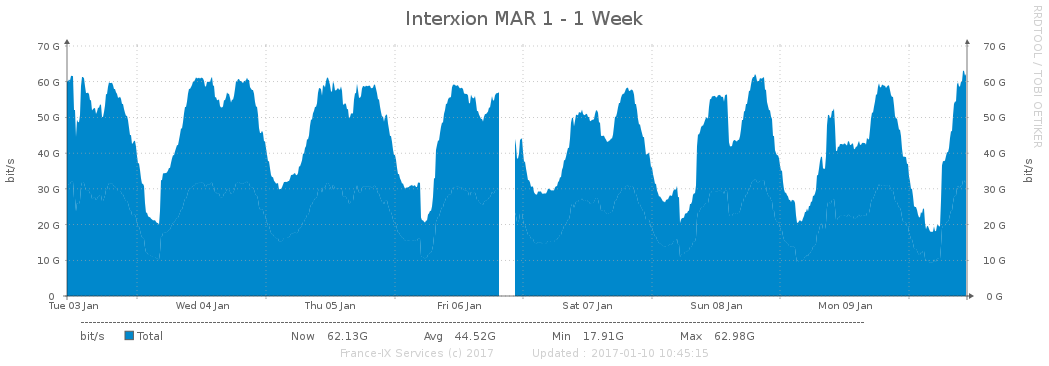 Interxion MAR 1 - 1 Week
RRDTOOL / TOBI OETIKER
70 G 70 G
60 G 60 G
50 G 50 G
40 G 40 G
30 G 30 G
20 G 20 G
10 G 10 G
0 0 G
bit/s
bit/s
Tue 03 Jan Wed 04 Jan Thu 05 Jan Fri 06 Jan Sat 07 Jan Sun 08 Jan Mon 09 Jan
bit/s Total Now 62.13G Avg 44.52G Min 17.91G Max 62.98G
France-IX Services (c) 2017 Updated : 2017-01-10 10:45:15